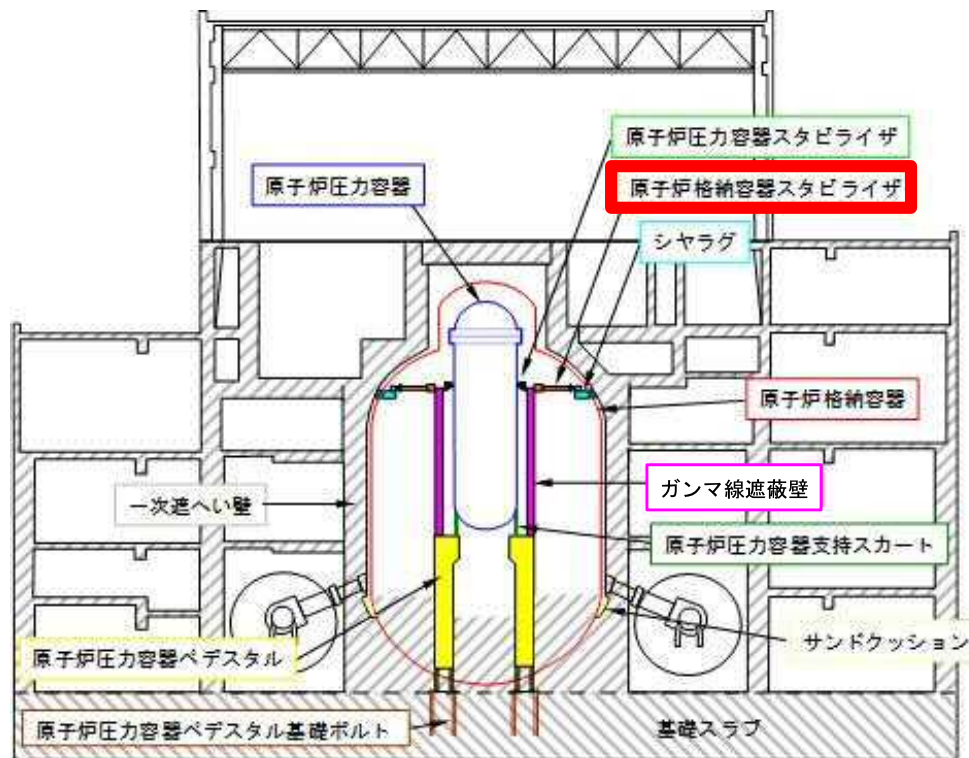 原子炉圧力容器スタビライザ
原子炉圧力容器
原子炉格納容器スタビライザ
シヤラグ
原子炉格納容器
ガンマ線遮蔽壁
一次遮へい壁
原子炉圧力容器支持スカート
サンドクッション
原子炉圧力容器ペデスタル
原子炉圧力容器ペデスタル基礎ボルト
基礎スラブ